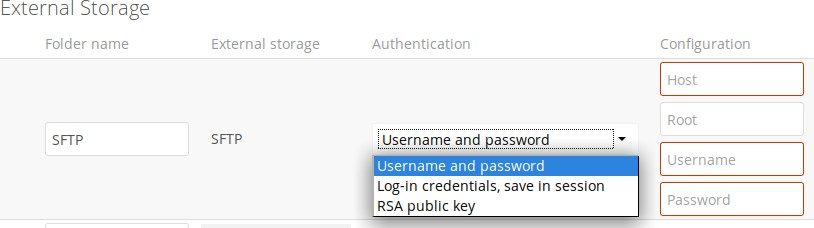 External Storage
Folder name External storage Authentication Configuration
Host
Root
SFTP SFTP Username and password
Username and password
Username
Log-in credentials, save in session
RSA public key
Password